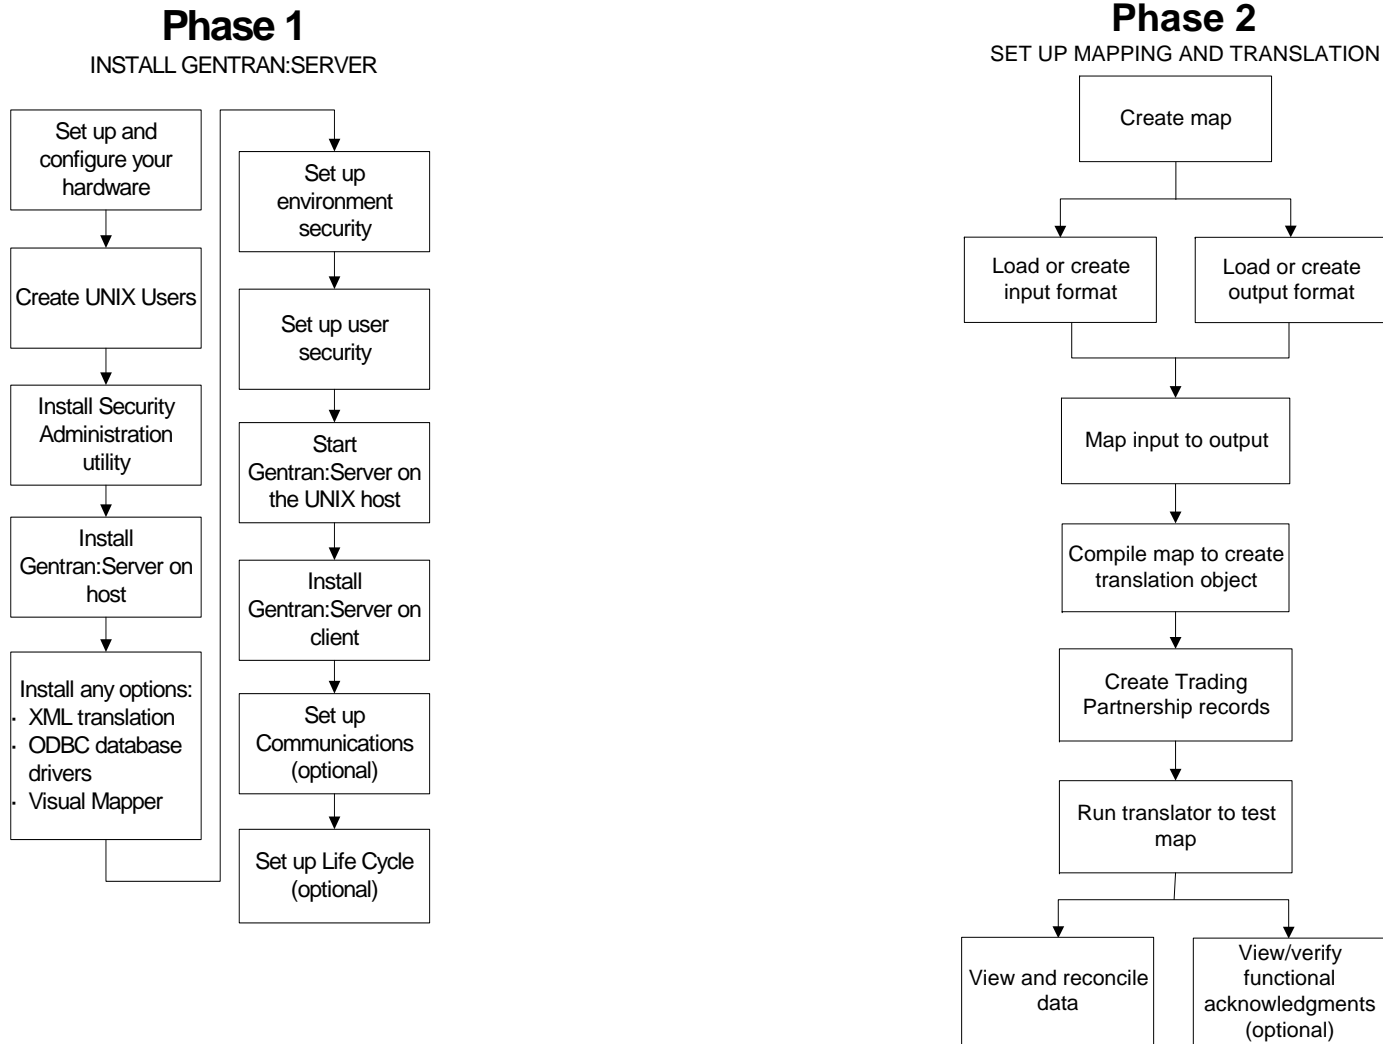 Phase 1
INSTALL GENTRAN:SERVER
Set up and
configure your
hardware
Create UNIX Users
Install Security
Administration
utility
Install
Gentran:Server on
host
Install any options:
· XML translation
· ODBC database
drivers
· Visual Mapper
Set up
environment
security
Set up user
security
Start
Gentran:Server on
the UNIX host
Install
Gentran:Server on
client
Set up
Communications
(optional)
Set up Life Cycle
(optional)
Phase 2
SET UP MAPPING AND TRANSLATION
Create map
Load or create
input format
Load or create
output format
Map input to output
Compile map to create
translation object
Create Trading
Partnership records
Run translator to test
map
View and reconcile
data
View/verify
functional
acknowledgments
(optional)